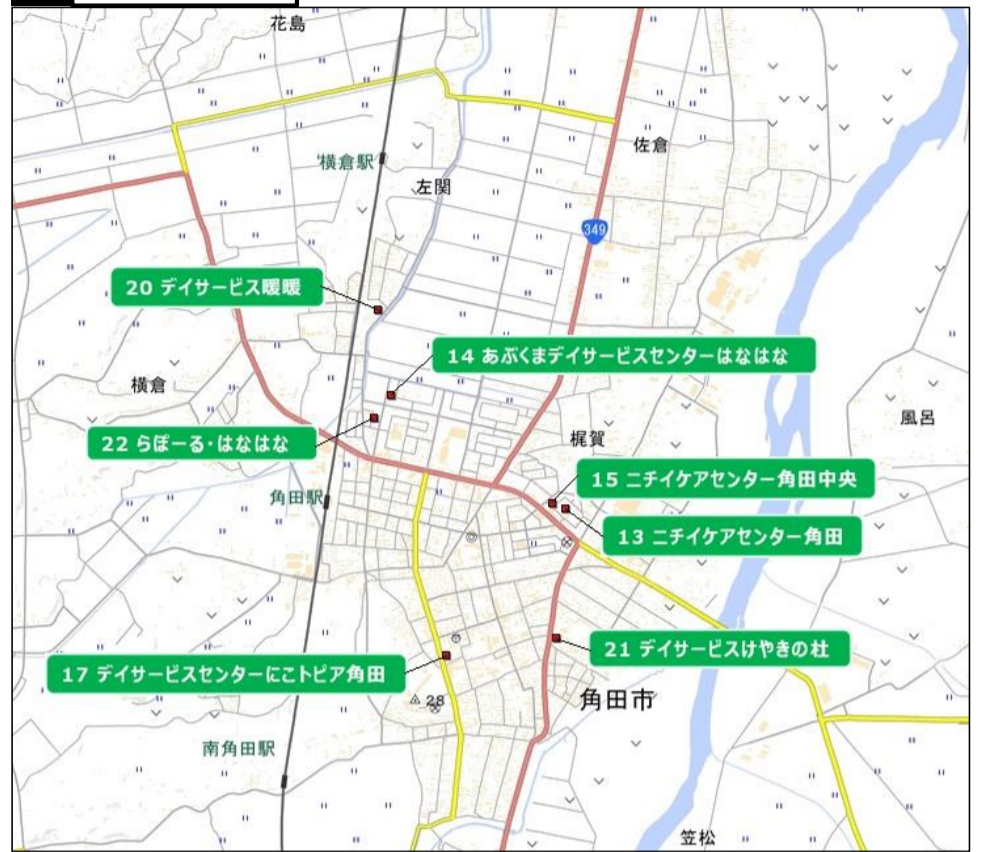 花島
佐倉
横倉駅
左関
349
20 デイサービス暖暖
14 あぶくまデイサービスセンターはなはな
横倉
風呂
22 らぽーる・はなはな
梶賀
15 ニチイケアセンター角田中央
角田駅
13 ニチイケアセンター角田
21 デイサービスけやきの杜
17 デイサービスセンターにこトピア角田
28
角田市
南角田駅
笠松